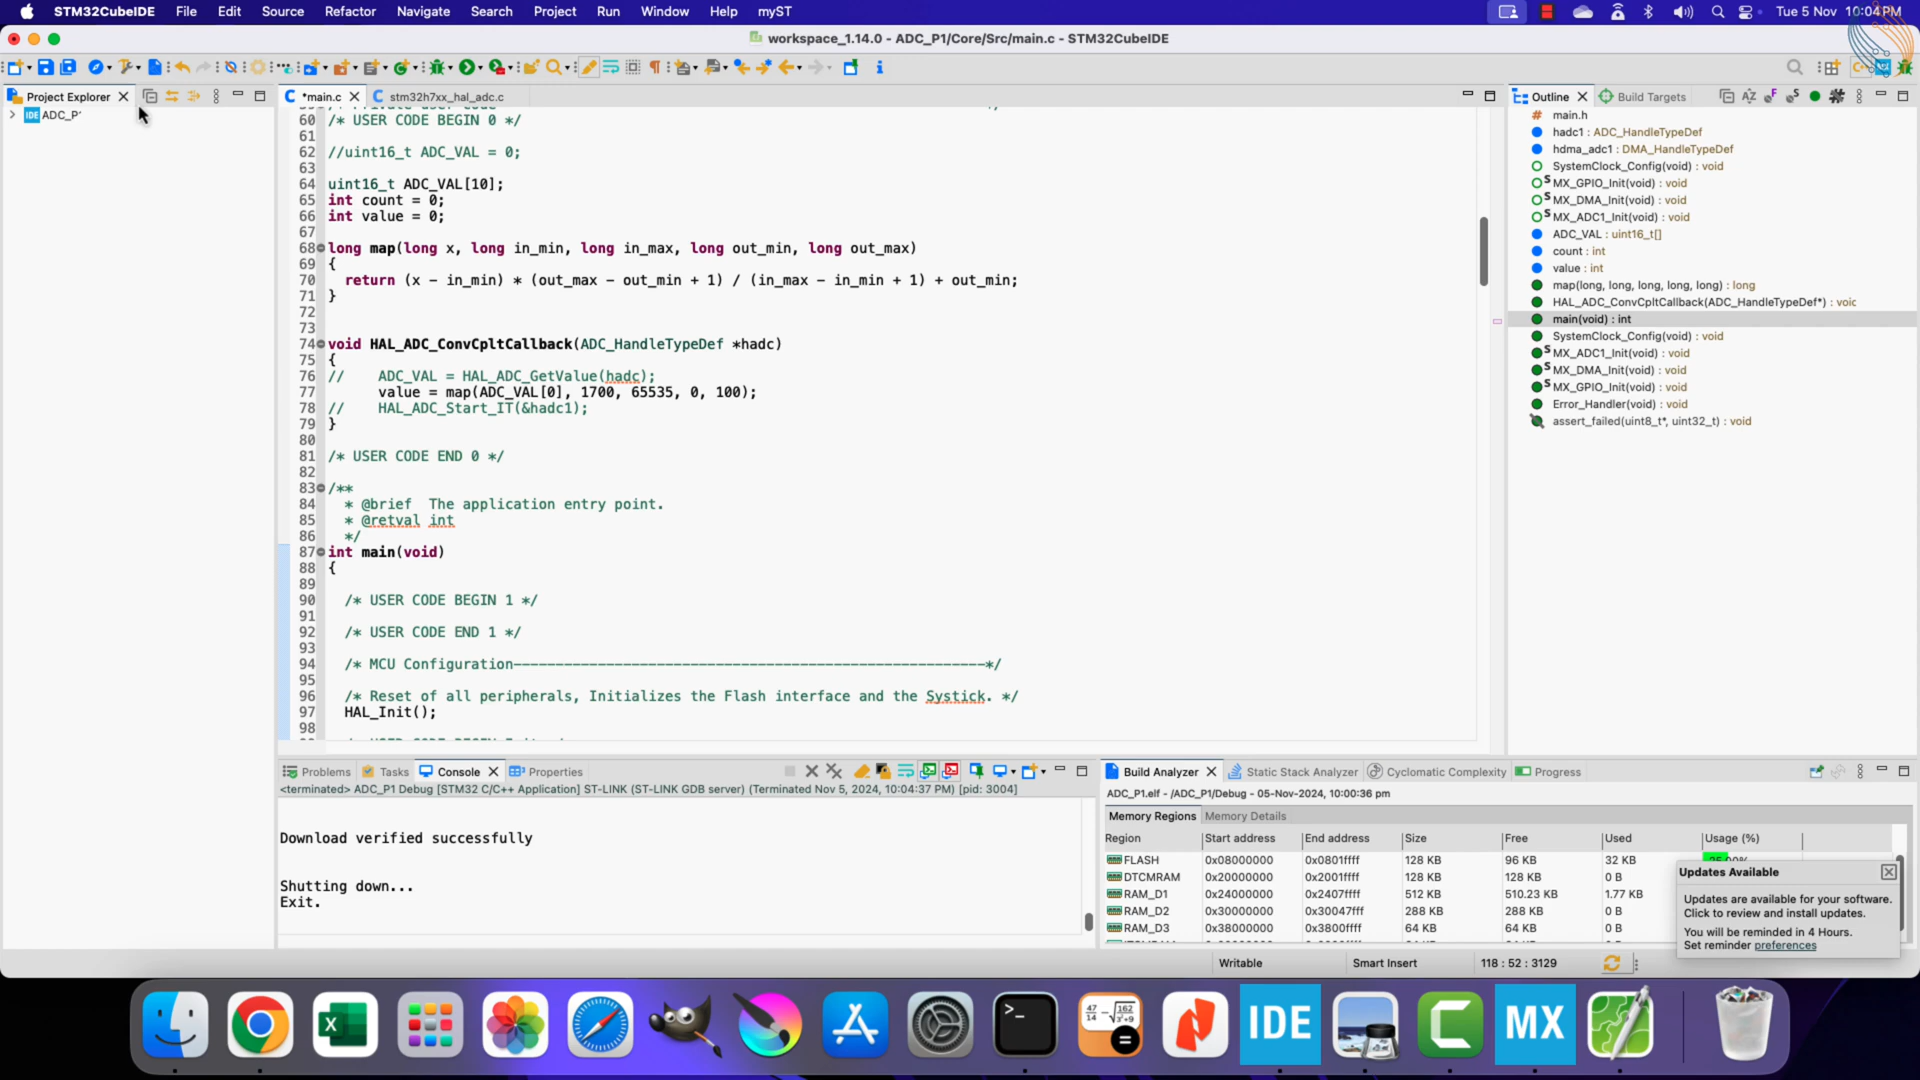 STM32CubeIDE File Edit Source Refactor Navigate Search Project Run Window Help myST Tue 5 Nov 10:04PM
workspace_1.14.0 - ADC_P1/Core/Src/main.c - STM32CubeIDE
Project Explorer
IDE ADC_P
*main.c stm32h7xx_hal_adc.c
60 /* USER CODE BEGIN 0 */
61
62 //uint16_t ADC_VAL = 0;
63
64 uint16_t ADC_VAL[10];
65 int count = 0;
66 int value = 0;
67
68 long map(long x, long in_min, long in_max, long out_min, long out_max)
69 {
70 return (x - in_min) * (out_max - out_min + 1) / (in_max - in_min + 1) + out_min;
71 }
72
73
74 void HAL_ADC_ConvCpltCallback(ADC_HandleTypeDef *hadc)
75 {
76 // ADC_VAL = HAL_ADC_GetValue(hadc);
77 value = map(ADC_VAL[0], 1700, 65535, 0, 100);
78 // HAL_ADC_Start_IT(&hadc1);
79 }
80
81 /* USER CODE END 0 */
82
83 /**
84 * @brief The application entry point.
85 * @retval int
86 */
87 int main(void)
88 {
89
90 /* USER CODE BEGIN 1 */
91
92 /* USER CODE END 1 */
93
94 /* MCU Configuration--------------------------------------------------------*/
95
96 /* Reset of all peripherals, Initializes the Flash interface and the Systick. */
97 HAL_Init();
98
Outline Build Targets
main.h
hadc1 : ADC_HandleTypeDef
hdma_adc1 : DMA_HandleTypeDef
SystemClock_Config(void) : void
MX_GPIO_Init(void) : void
MX_DMA_Init(void) : void
MX_ADC1_Init(void) : void
ADC_VAL : uint16_t[]
count : int
value : int
map(long, long, long, long, long) : long
HAL_ADC_ConvCpltCallback(ADC_HandleTypeDef*) : voic
main(void) : int
SystemClock_Config(void) : void
MX_ADC1_Init(void) : void
MX_DMA_Init(void) : void
MX_GPIO_Init(void) : void
Error_Handler(void) : void
assert_failed(uint8_t*, uint32_t) : void
Problems Tasks Console Properties
<terminated> ADC_P1 Debug [STM32 C/C++ Application] ST-LINK (ST-LINK GDB server) (Terminated Nov 5, 2024, 10:04:37 PM) [pid: 3004]
Download verified successfully
Shutting down...
Exit.
Build Analyzer Static Stack Analyzer Cyclomatic Complexity Progress
ADC_P1.elf - /ADC_P1/Debug - 05-Nov-2024, 10:00:36 pm
Memory Regions Memory Details
Region Start address End address Size Free Used Usage (%)
FLASH 0x08000000 0x0801ffff 128 KB 96 KB 32 KB
DTCMRAM 0x20000000 0x2001ffff 128 KB 128 KB 0 B
RAM_D1 0x24000000 0x2407ffff 512 KB 510.23 KB 1.77 KB
RAM_D2 0x30000000 0x30047fff 288 KB 288 KB 0 B
RAM_D3 0x38000000 0x3800ffff 64 KB 64 KB 0 B
Updates Available
Updates are available for your software.
Click to review and install updates.
You will be reminded in 4 Hours.
Set reminder preferences
Writable Smart Insert 118 : 52 : 3129
IDE MX